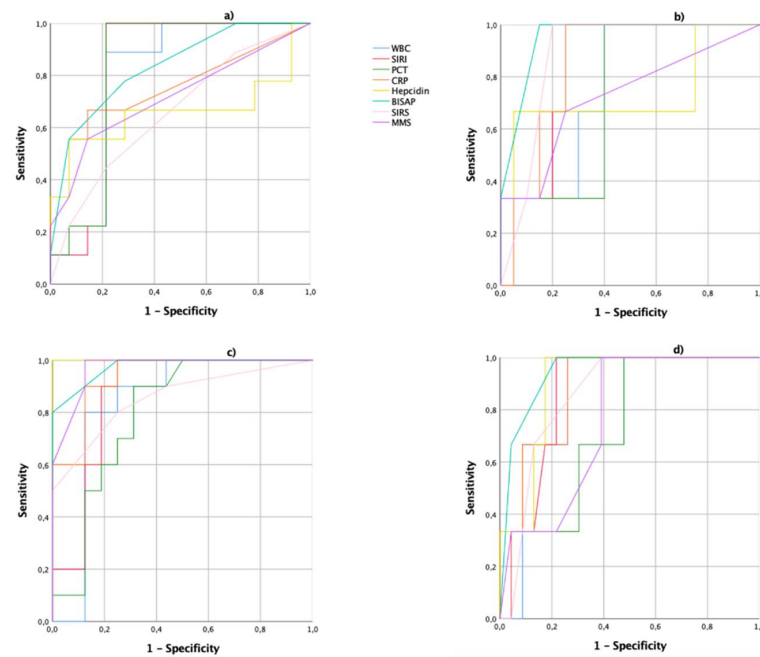 a)
1,0
0,8
0,6
0,4
0,2
0,0
Sensitivity
0,0 0,2 0,4 0,6 0,8 1,0
1 – Specificity
WBC
SIRI
PCT
CRP
Hepcidin
BISAP
SIRS
MMS
b)
1,0
0,8
0,6
0,4
0,2
0,0
Sensitivity
0,0 0,2 0,4 0,6 0,8 1,0
1 – Specificity
c)
1,0
0,8
0,6
0,4
0,2
0,0
Sensitivity
0,0 0,2 0,4 0,6 0,8 1,0
1 – Specificity
d)
1,0
0,8
0,6
0,4
0,2
0,0
Sensitivity
0,0 0,2 0,4 0,6 0,8 1,0
1 – Specificity